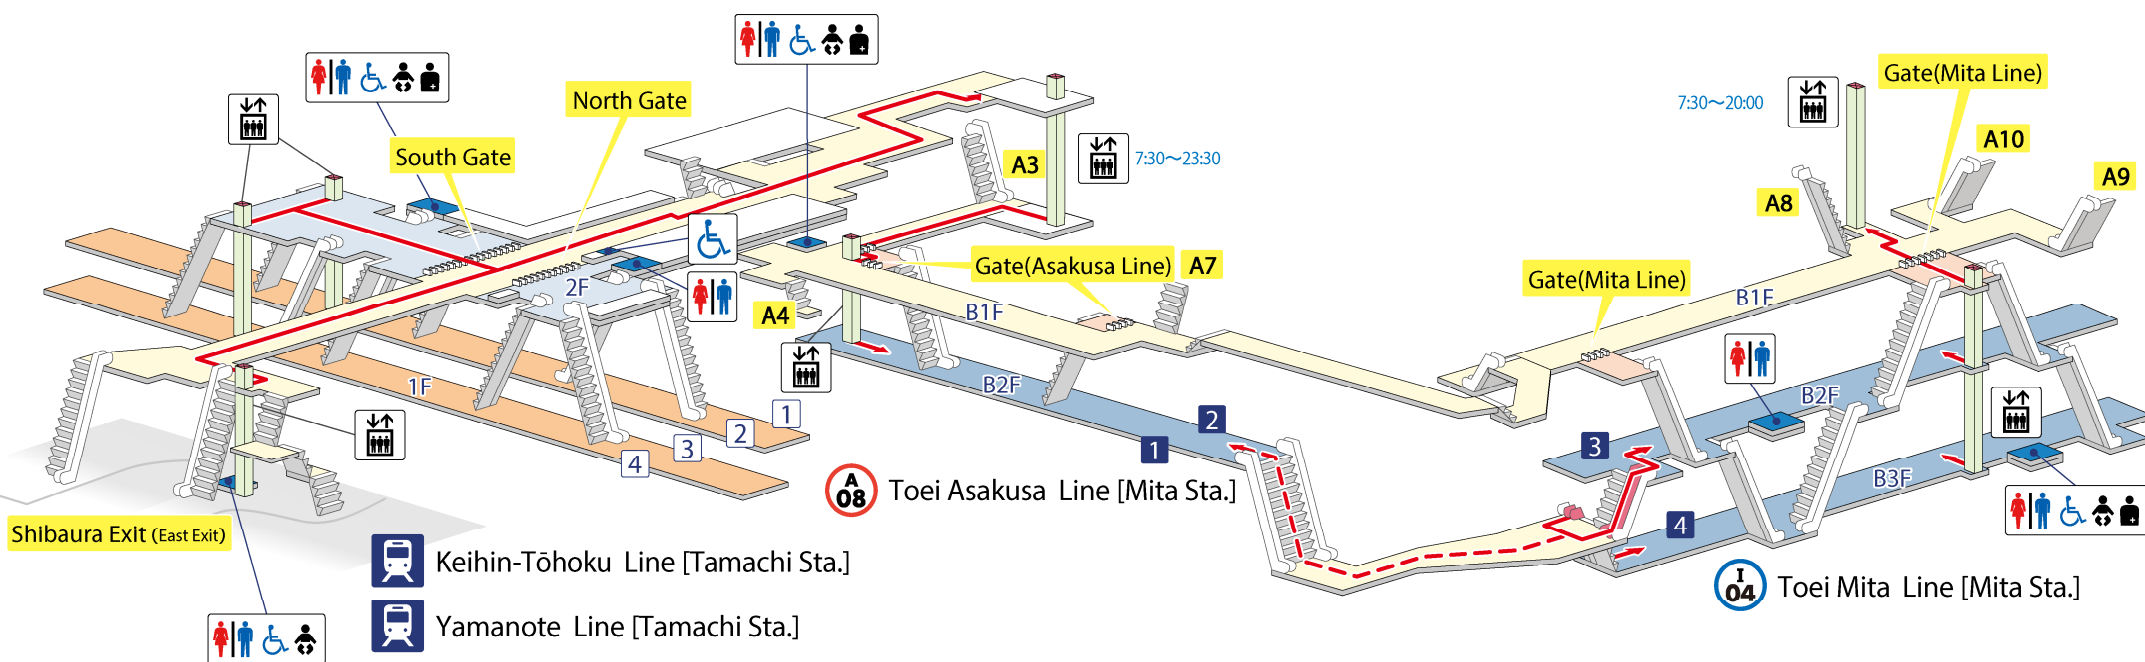 Gate(Mita Line)
7:30～20:00
North Gate
A10
South Gate
A3
7:30～23:30
A9
A8
Gate(Asakusa Line)
A7
Gate(Mita Line)
2F
B1F
A4
B1F
1F
B2F
B2F
1
2
3
4
2
1
3
B3F
4
A
08
Toei Asakusa Line [Mita Sta.]
Shibaura Exit (East Exit)
Keihin-Tōhoku Line [Tamachi Sta.]
I
04
Toei Mita Line [Mita Sta.]
Yamanote Line [Tamachi Sta.]